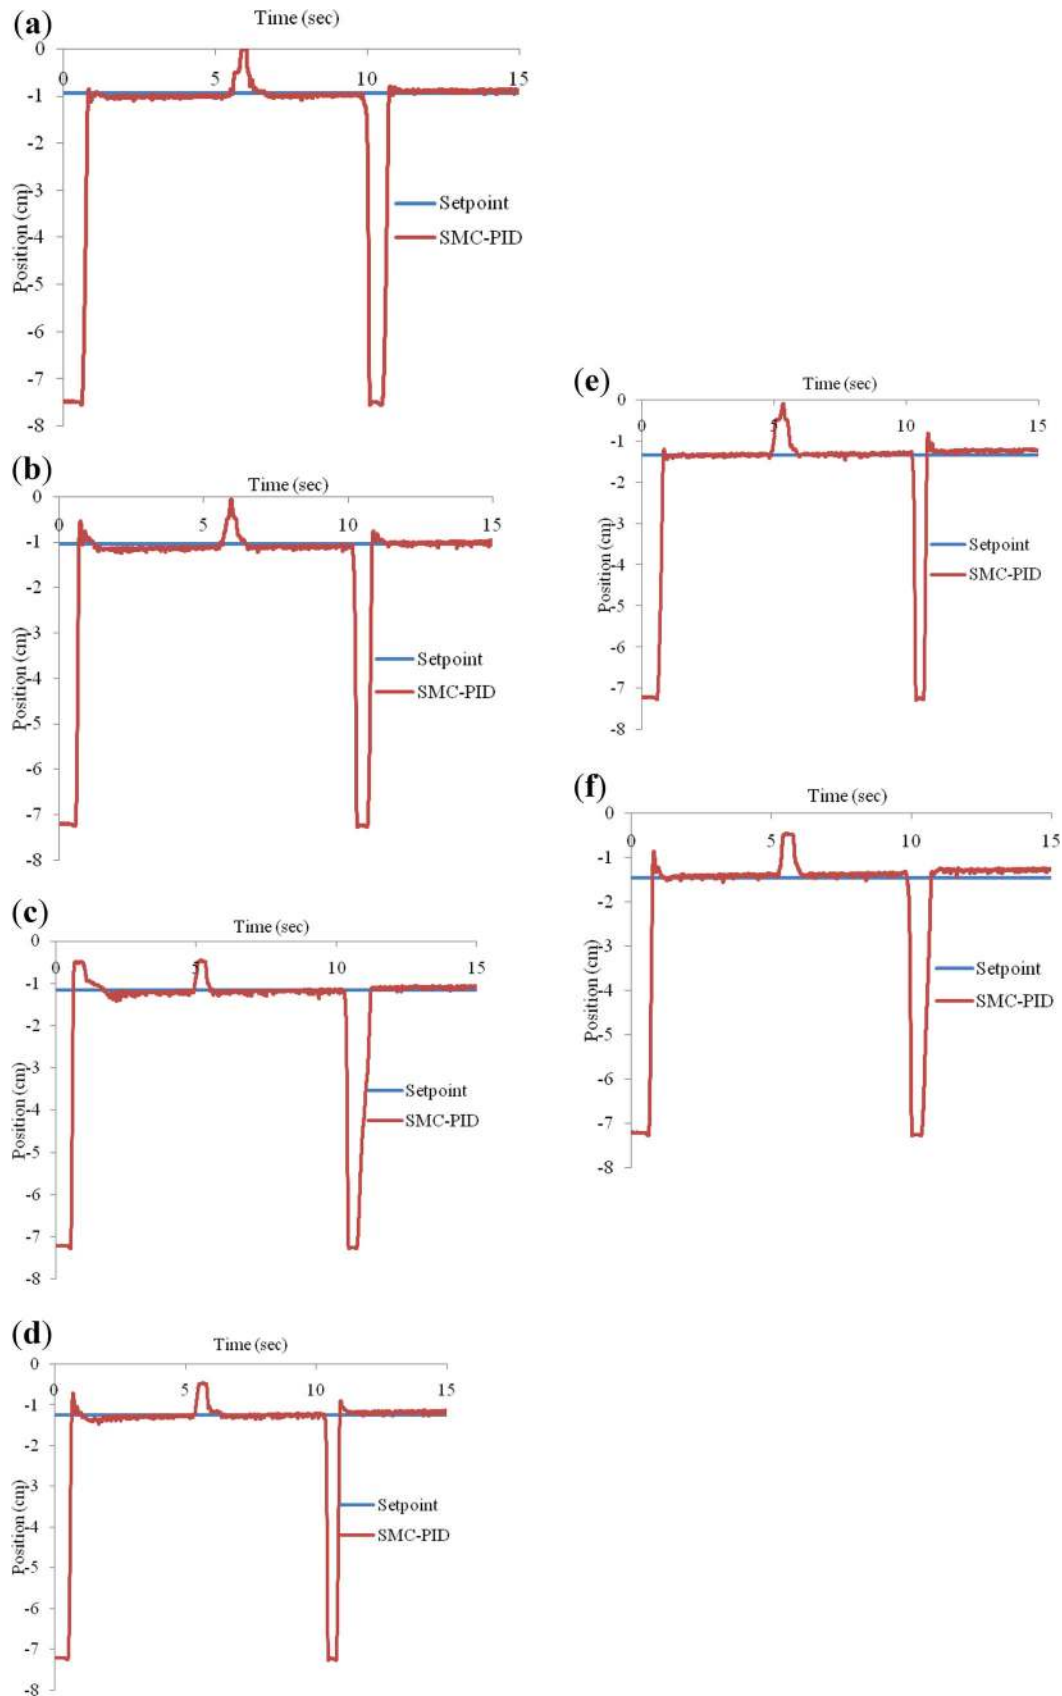 (a)
Time (sec)
0
0 5 10 15
-1
-2
-3
-4
-5
-6
-7
-8
Position (cm)
Setpoint
SMC-PID
(b)
Time (sec)
0
0 5 10 15
-1
-2
-3
-4
-5
-6
-7
-8
Position (cm)
Setpoint
SMC-PID
(c)
Time (sec)
0
0 5 10 15
-1
-2
-3
-4
-5
-6
-7
-8
Position (cm)
Setpoint
SMC-PID
(d)
Time (sec)
0
0 5 10 15
-1
-2
-3
-4
-5
-6
-7
-8
Position (cm)
Setpoint
SMC-PID
(e)
Time (sec)
0
0 5 10 15
-1
-2
-3
-4
-5
-6
-7
-8
Position (cm)
Setpoint
SMC-PID
(f)
Time (sec)
0
0 5 10 15
-1
-2
-3
-4
-5
-6
-7
-8
Position (cm)
Setpoint
SMC-PID